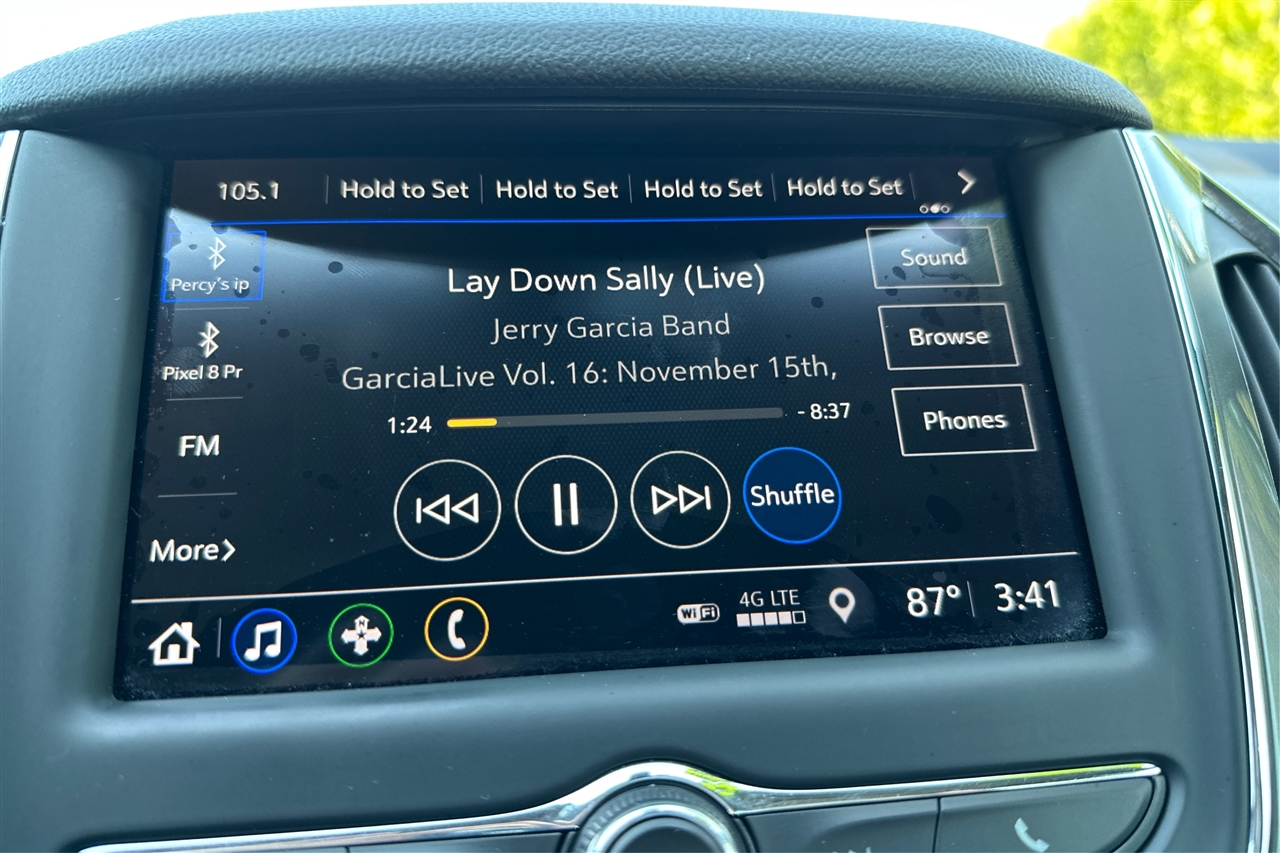 105.1 Hold to Set Hold to Set Hold to Set Hold to Set
Percy's ip
Pixel 8 Pr
FM
More
Lay Down Sally (Live)
Jerry Garcia Band
GarciaLive Vol. 16: November 15th,
1:24 - 8:37
Shuffle
Sound
Browse
Phones
N
WiFi 4G LTE 87° 3:41